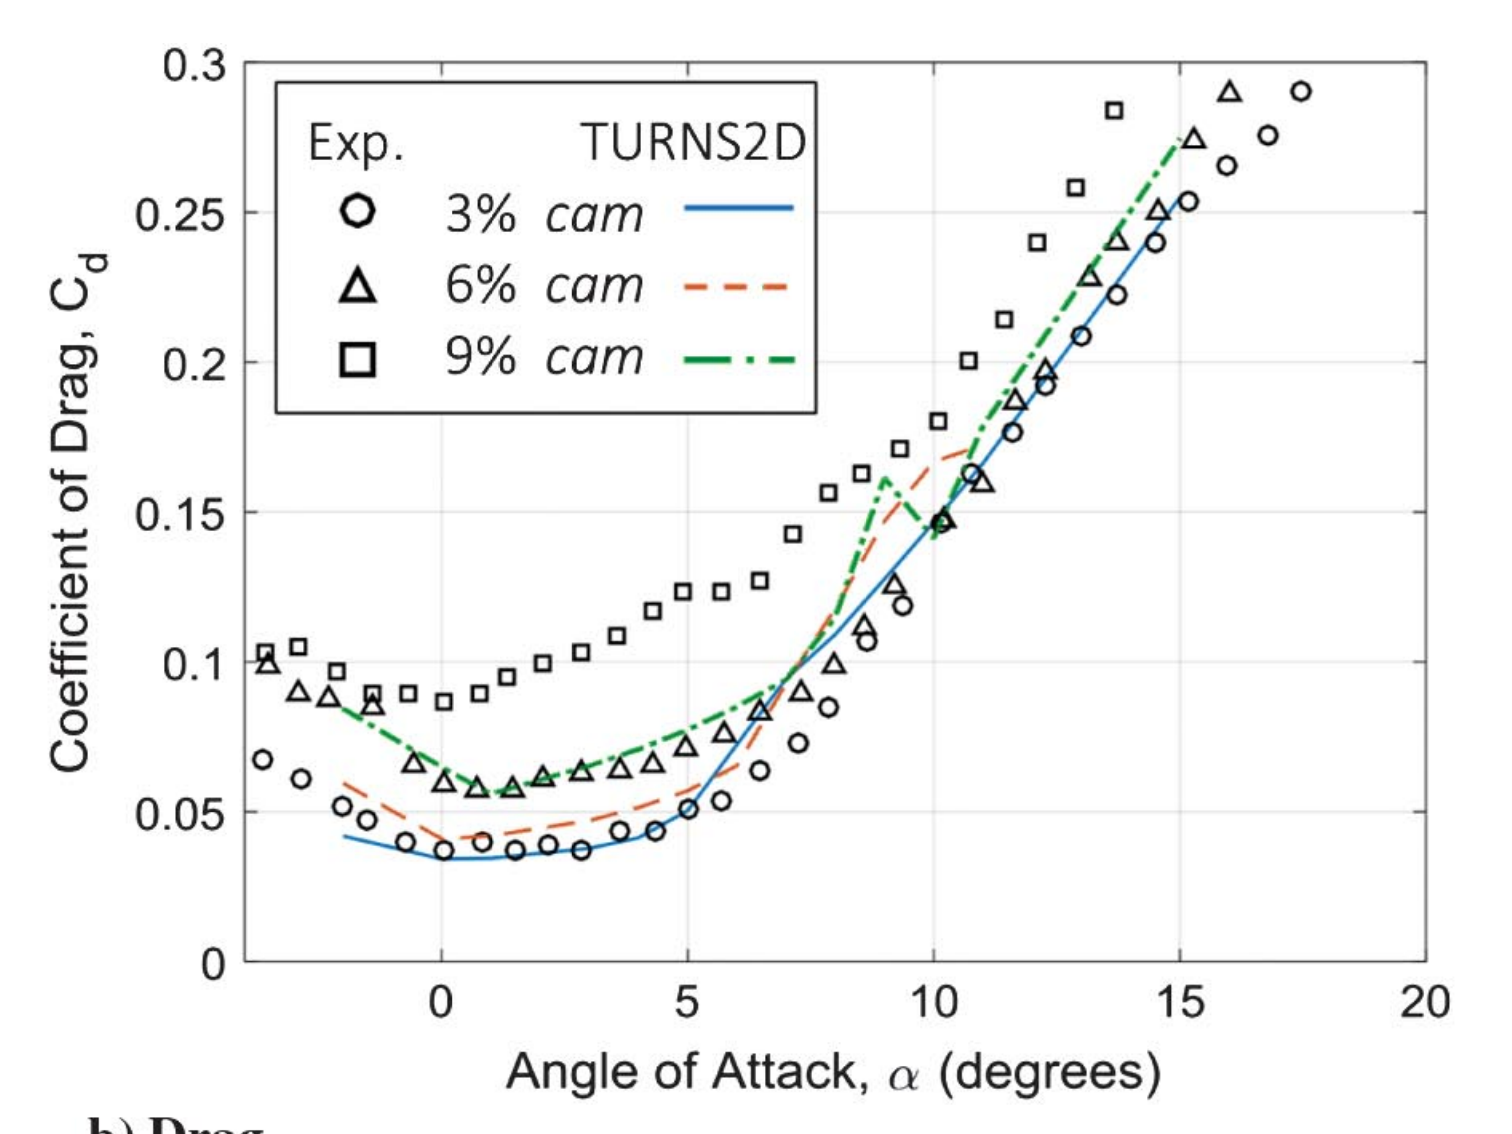 0.3
0.25
0.2
0.15
0.1
0.05
0
Coefficient of Drag, C_d
Exp. TURNS2D
3% cam
6% cam
9% cam
0 5 10 15 20
Angle of Attack, α (degrees)
b) Drag